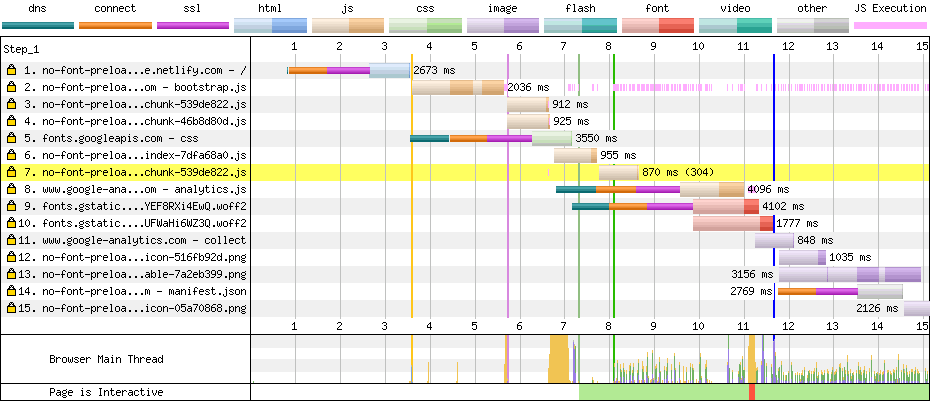 dns connect ssl html js css image flash font video other JS Execution
Step_1 1 2 3 4 5 6 7 8 9 10 11 12 13 14 15
1. no-font-preloa...e.netlify.com - / 2673 ms
2. no-font-preloa...om - bootstrap.js 2036 ms
3. no-font-preloa...chunk-539de822.js 912 ms
4. no-font-preloa...chunk-46b8d80d.js 925 ms
5. fonts.googleapis.com - css 3550 ms
6. no-font-preloa...index-7dfa68a0.js 955 ms
7. no-font-preloa...chunk-539de822.js 870 ms (304)
8. www.google-ana...om - analytics.js 4096 ms
9. fonts.gstatic....YEF8RXi4EwQ.woff2 4102 ms
10. fonts.gstatic....UFWaHi6WZ3Q.woff2 1777 ms
11. www.google-analytics.com - collect 848 ms
12. no-font-preloa...icon-516fb92d.png 1035 ms
13. no-font-preloa...able-7a2eb399.png 3156 ms
14. no-font-preloa...m - manifest.json 2769 ms
15. no-font-preloa...icon-05a70868.png 2126 ms
1 2 3 4 5 6 7 8 9 10 11 12 13 14 15
Browser Main Thread
Page is Interactive